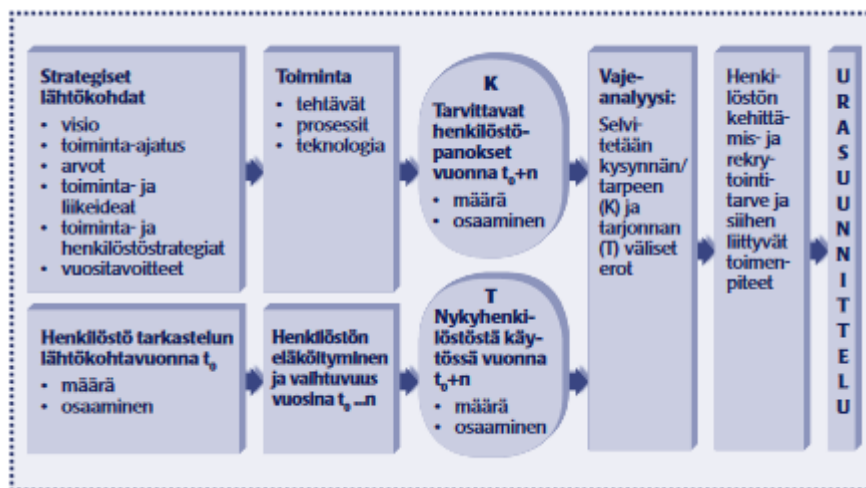 Strategiset
lähtökohdat
• visio
• toiminta-ajatus
• arvot
• toiminta- ja
liikeideat
• toiminta- ja
henkilöstöstrategiat
• vuositavoitteet
Toiminta
• tehtävät
• prosessit
• teknologia
K
Tarvittavat
henkilöstö-
panokset
vuonna t₀+n
• määrä
• osaaminen
Henkilöstö tarkastelun
lähtökohtavuonna t₀
• määrä
• osaaminen
Henkilöstön
eläköityminen
ja vaihtuvuus
vuosina t₀ ...n
T
Nykyhenki-
löstöstä käy-
tössä vuonna
t₀+n
• määrä
• osaaminen
Vaje-
analyysi:
Selvi-
tetään
kysynnän/
tarpeen
(K) ja
tarjonnan
(T) väliset
erot
Henki-
löstön
kehittä-
mis- ja
rekry-
tointi-
tarve ja
siihen
liittyvät
toimen-
piteet
URASUUNNITTELU